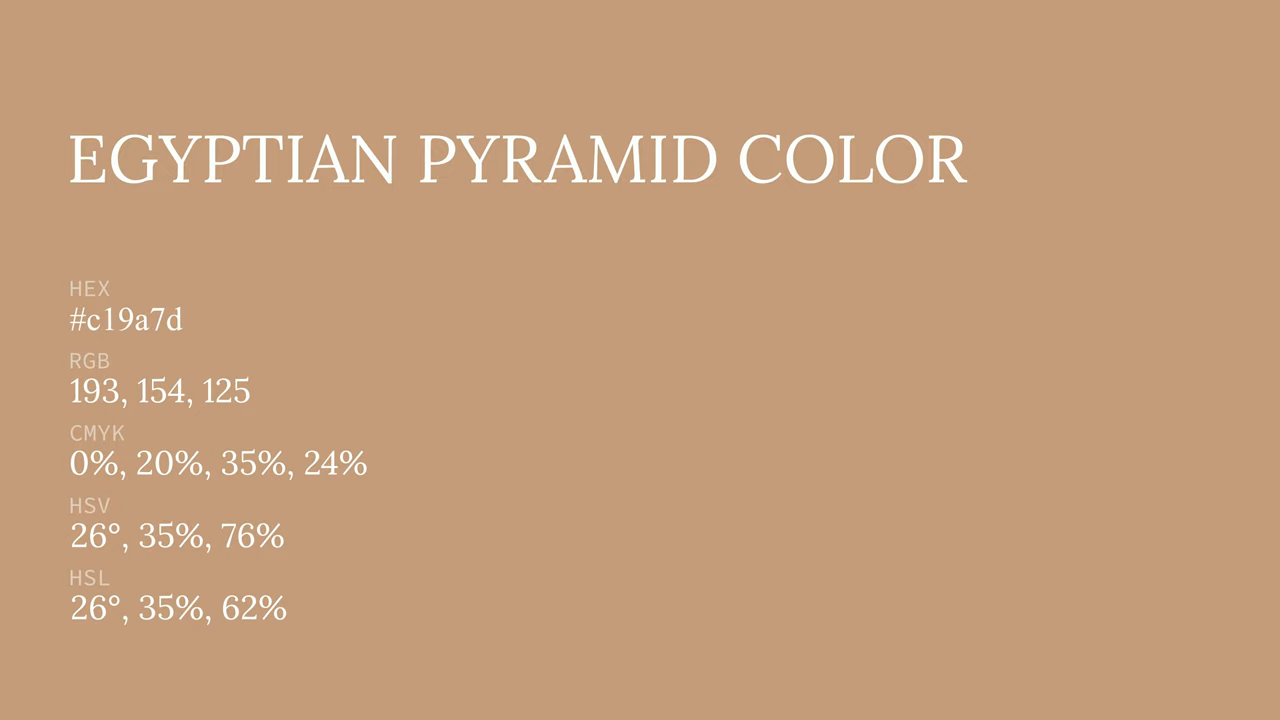 EGYPTIAN PYRAMID COLOR
HEX
#c19a7d
RGB
193, 154, 125
CMYK
0%, 20%, 35%, 24%
HSV
26°, 35%, 76%
HSL
26°, 35%, 62%